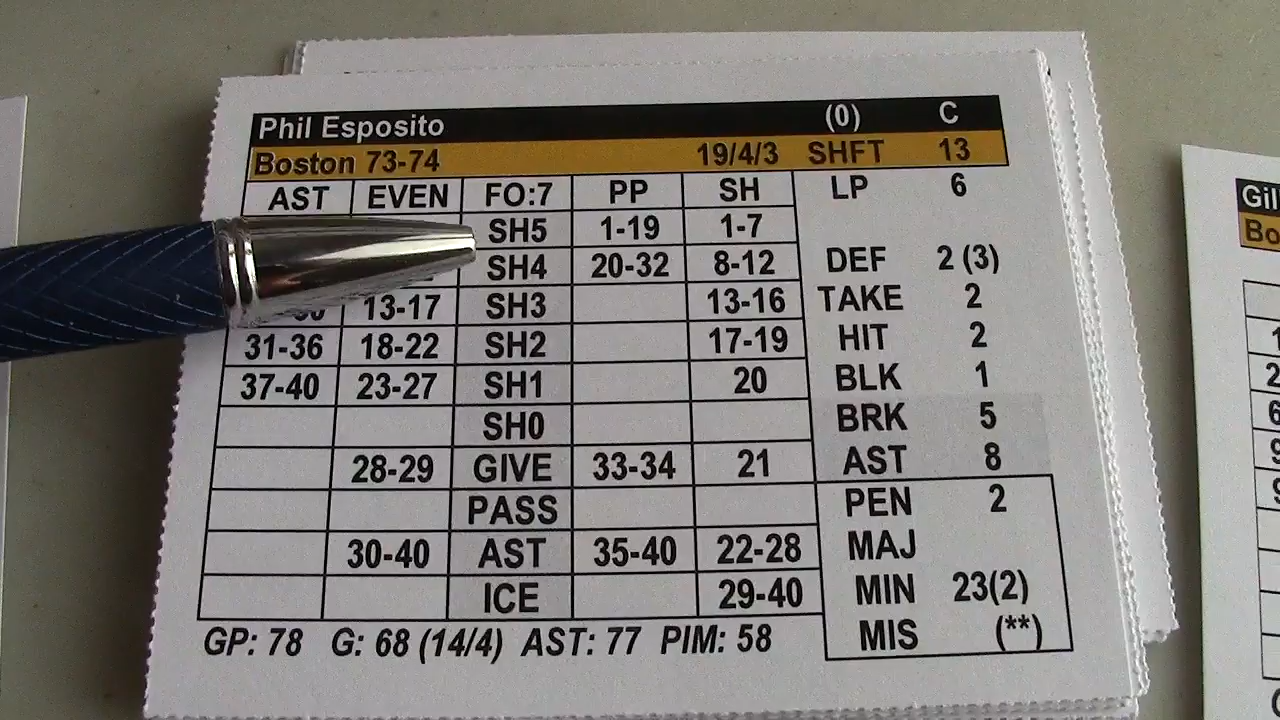 Phil Esposito (0) C
Boston 73-74 19/4/3 SHFT 13
AST EVEN FO:7 PP SH LP 6
SH5 1-19 1-7
SH4 20-32 8-12 DEF 2 (3)
13-17 SH3 13-16 TAKE 2
31-36 18-22 SH2 17-19 HIT 2
37-40 23-27 SH1 20 BLK 1
SH0 BRK 5
28-29 GIVE 33-34 21 AST 8
PASS PEN 2
30-40 AST 35-40 22-28 MAJ
ICE 29-40 MIN 23(2)
GP: 78 G: 68 (14/4) AST: 77 PIM: 58 MIS (**)
Gil
Bo